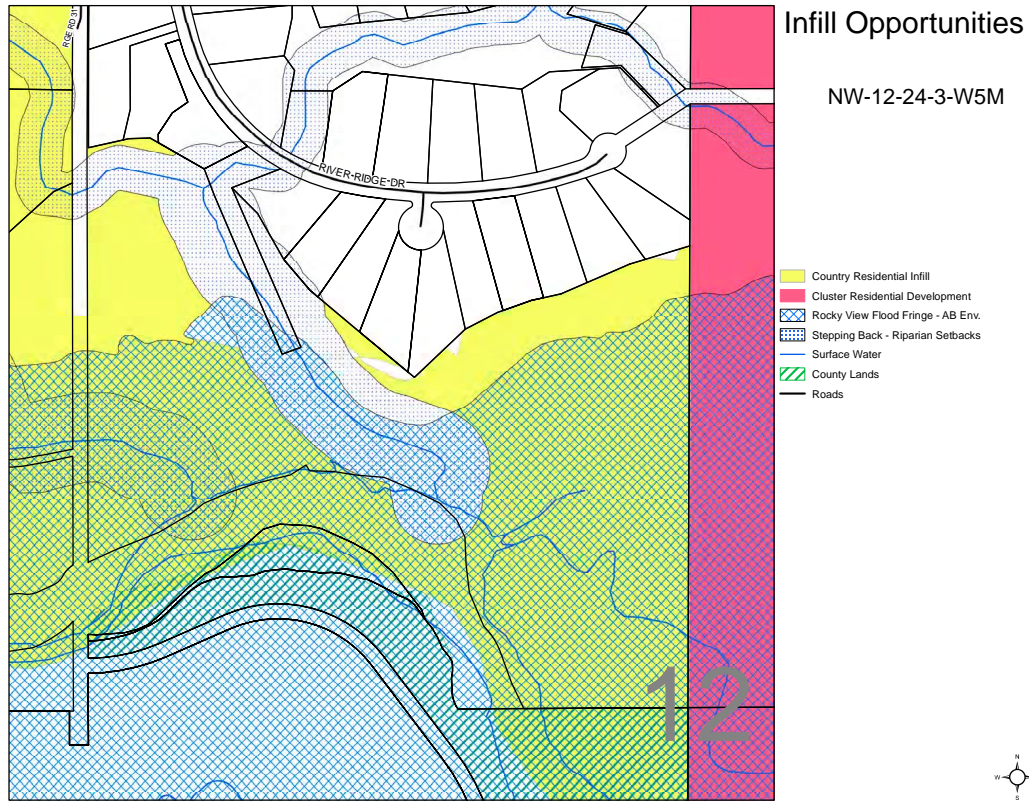 Infill Opportunities
NW-12-24-3-W5M
RGE RD 31
RIVER RIDGE DR
Country Residential Infill
Cluster Residential Development
Rocky View Flood Fringe - AB Env.
Stepping Back - Riparian Setbacks
Surface Water
County Lands
Roads
12
N
W
S